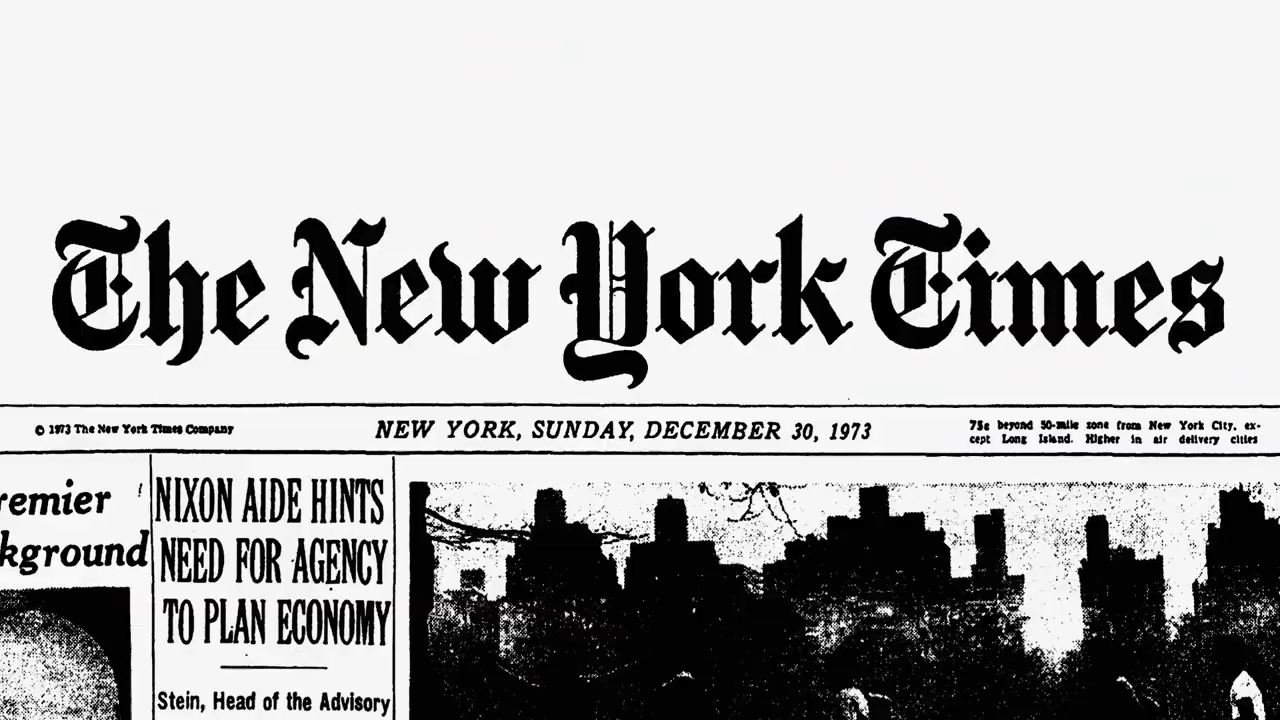 The New York Times
© 1973 The New York Times Company
NEW YORK, SUNDAY, DECEMBER 30, 1973
75c beyond 50-mile zone from New York City, ex-
cept Long Island. Higher in air delivery cities
remier
kground
NIXON AIDE HINTS
NEED FOR AGENCY
TO PLAN ECONOMY
Stein, Head of the Advisory